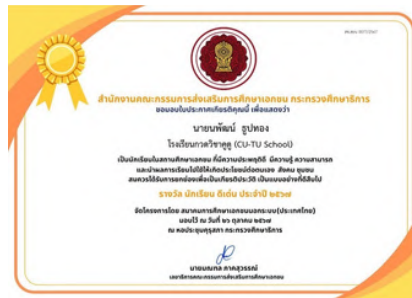 สำนักงานคณะกรรมการส่งเสริมการศึกษาเอกชน กระทรวงศึกษาธิการ
ขอมอบใบประกาศเกียรติคุณนี้ เพื่อแสดงว่า
นายนพัฒน์ ธูปทอง
โรงเรียนกวดวิชาคูตู (CU-TU School)
เป็นนักเรียนในสถานศึกษาเอกชน ที่มีความประพฤติดี มีความรู้ ความสามารถ
และนำผลการเรียนไปใช้ให้เกิดประโยชน์ต่อตนเอง สังคม ชุมชน
สมควรได้รับการยกย่องเพื่อเป็นเกียรติประวัติ เป็นแบบอย่างที่ดีสืบไป
รางวัล นักเรียน ดีเด่น ประจำปี ๒๕๖๗
จัดโครงการโดย สมาคมการศึกษาเอกชนนอกระบบ(ประเทศไทย)
มอบไว้ ณ วันที่ ๒๖ ตุลาคม ๒๕๖๗
ณ หอประชุมคุรุสภา กระทรวงศึกษาธิการ
นายมณฑล ภาคสุวรรณ์
เลขาธิการคณะกรรมการส่งเสริมการศึกษาเอกชน